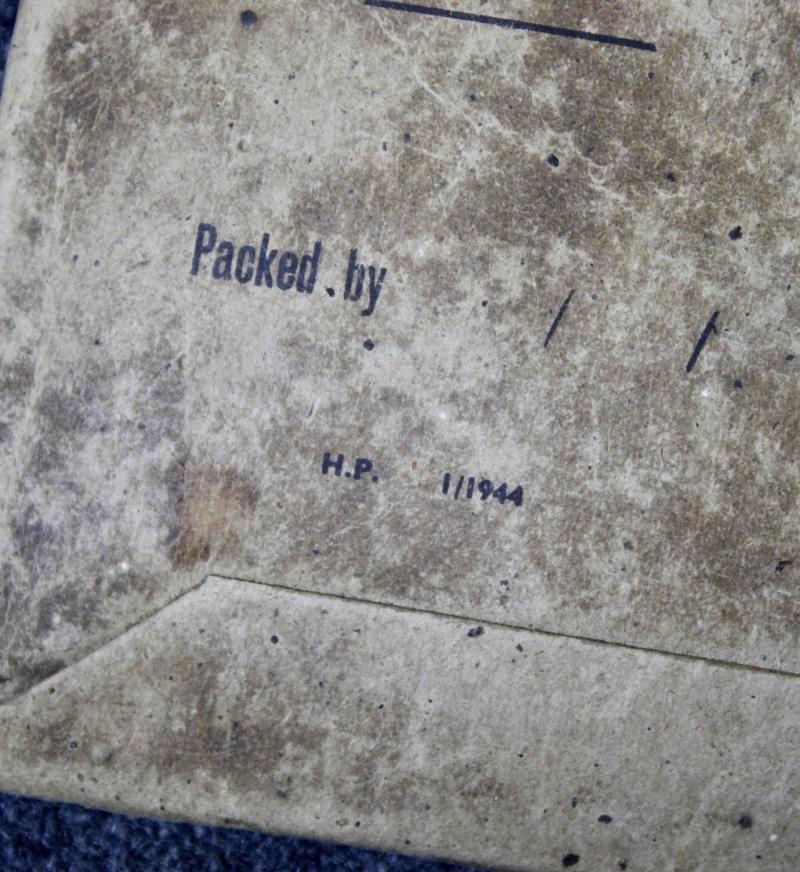 Packed by / /
H.P. 1/1944